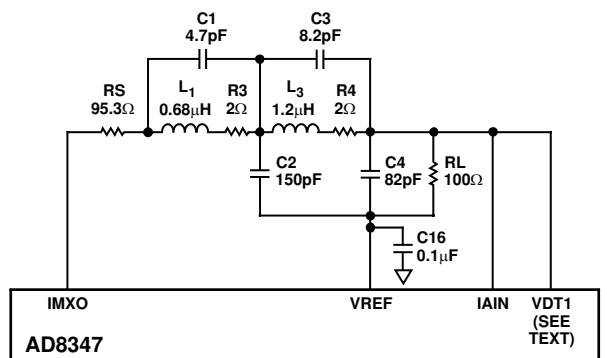 C1
4.7pF
C3
8.2pF
RS
95.3Ω
L1
0.68μH
R3
2Ω
L3
1.2μH
R4
2Ω
C2
150pF
C4
82pF
RL
100Ω
C16
0.1μF
IMXO
VREF
IAIN
VDT1
(SEE
TEXT)
AD8347